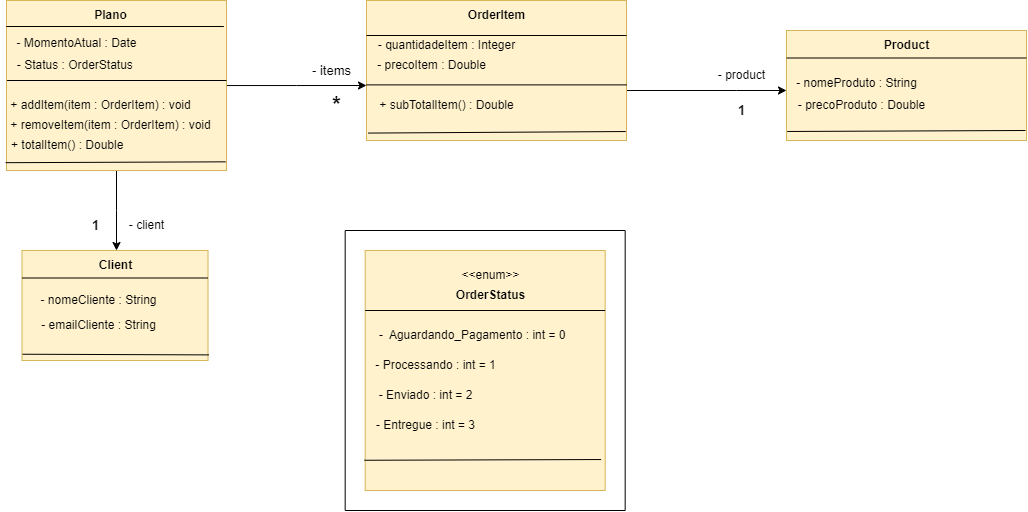 Plano
- MomentoAtual : Date
- Status : OrderStatus
+ addItem(item : OrderItem) : void
+ removeItem(item : OrderItem) : void
+ totalItem() : Double
- items
*
OrderItem
- quantidadeItem : Integer
- precoItem : Double
+ subTotalItem() : Double
- product
1
Product
- nomeProduto : String
- precoProduto : Double
1
- client
Client
- nomeCliente : String
- emailCliente : String
<<enum>>
OrderStatus
- Aguardando_Pagamento : int = 0
- Processando : int = 1
- Enviado : int = 2
- Entregue : int = 3